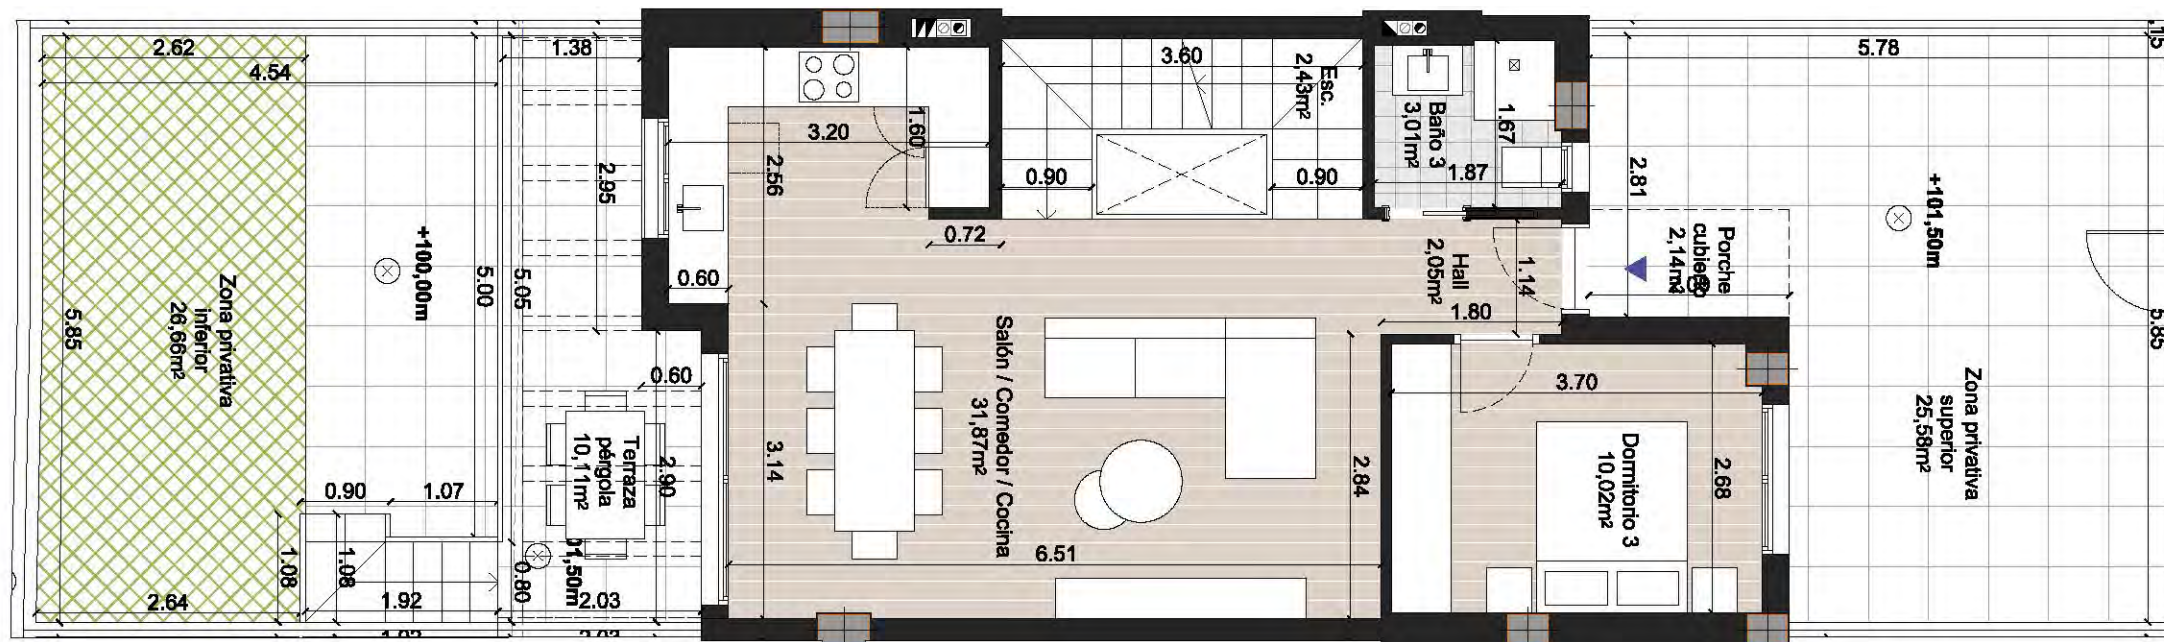 2.62
4.54
1.38
3.60
5.78
Esc.
2,43m²
Baño 3
3,01m²
1.67
3.20
1.60
2.56
2.95
0.90
0.90
1.87
2.81
+101,50m
+100,00m
5.00
5.05
0.72
0.60
Hall
2,05m²
1.14
1.80
Porche
cubierto
2,14m²
Zona privativa
inferior
26,66m²
5.85
5.85
0.60
Salón / Comedor / Cocina
31,87m²
3.14
2.84
3.70
2.68
Dormitorio 3
10,02m²
Zona privativa
superior
25,58m²
Terraza
pérgola
10,11m²
2.90
0.90
1.07
1.08
1.08
0.80
6.51
2.64
1.92
2.03